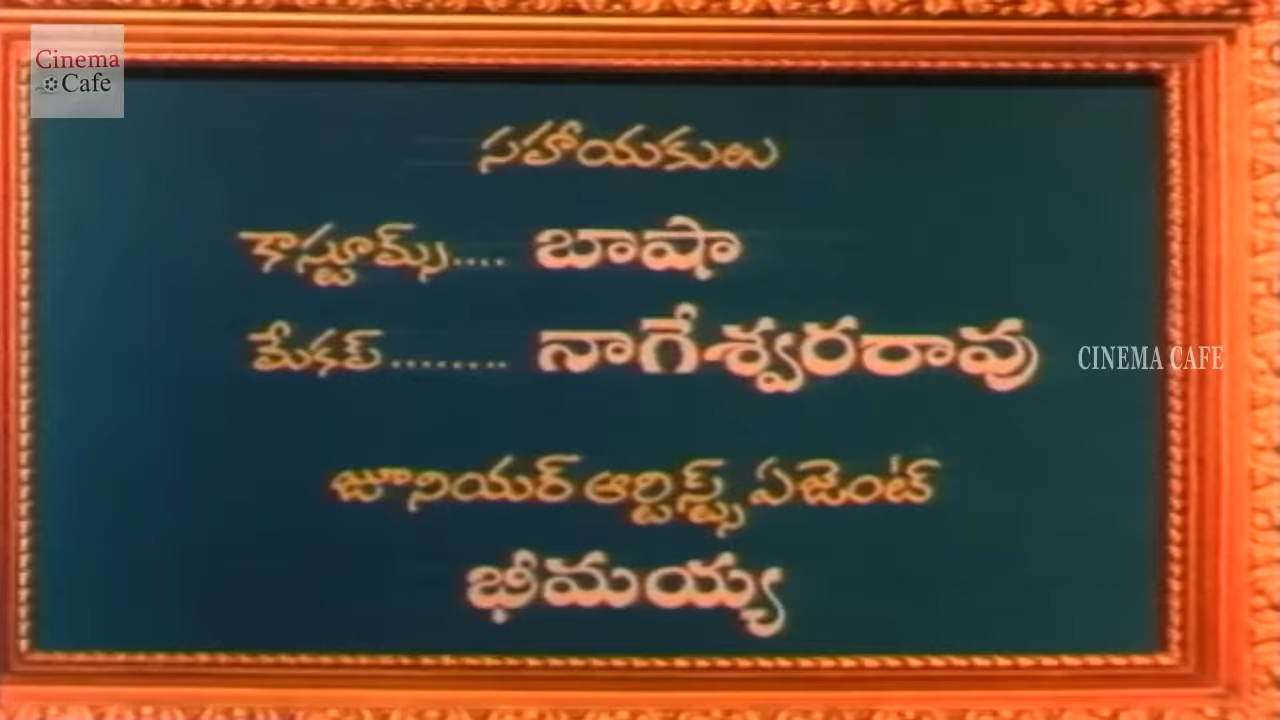 Cinema
Cafe
సహాయకులు
కాస్టూమ్స్.... బాషా
మేకప్........ నాగేశ్వరరావు
CINEMA CAFE
జూనియర్ ఆర్టిస్ట్స్ ఏజెంట్
భీమయ్య